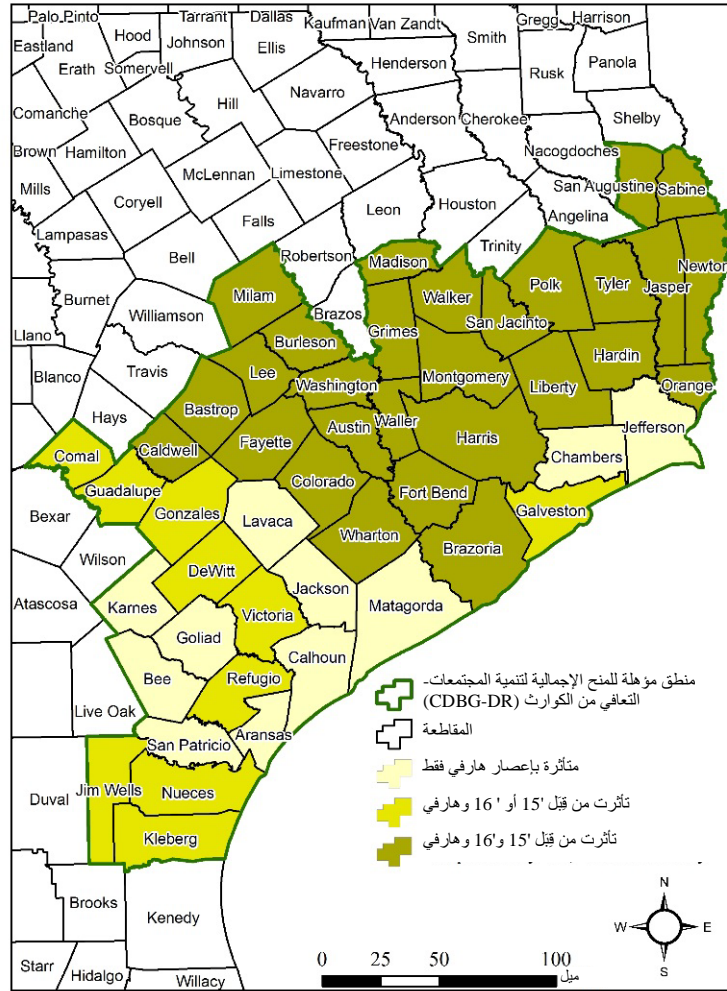 Palo Pinto
Tarrant
Dallas
Kaufman
Van Zandt
Gregg
Harrison
Hood
Johnson
Ellis
Smith
Eastland
Erath
Somervell
Henderson
Rusk
Panola
Navarro
Comanche
Bosque
Hill
Anderson
Cherokee
Shelby
Brown
Hamilton
Freestone
Nacogdoches
Mills
McLennan
Limestone
San Augustine
Sabine
Coryell
Leon
Houston
Angelina
Lampasas
Falls
Bell
Robertson
Trinity
Madison
Burnet
Milam
Walker
Polk
Tyler
Jasper
Newton
Williamson
Brazos
Grimes
San Jacinto
Llano
Burleson
Hardin
Blanco
Travis
Lee
Washington
Montgomery
Liberty
Orange
Hays
Bastrop
Austin
Waller
Jefferson
Caldwell
Fayette
Harris
Chambers
Comal
Guadalupe
Colorado
Fort Bend
Galveston
Bexar
Gonzales
Lavaca
Wharton
Brazoria
Wilson
DeWitt
Jackson
Atascosa
Karnes
Victoria
Matagorda
Goliad
Calhoun
Bee
Refugio
Live Oak
Aransas
San Patricio
Duval
Jim Wells
Nueces
Kleberg
Brooks
Kenedy
Starr
Hidalgo
Willacy
منطق مؤهلة للمنح الإجمالية لتنمية المجتمعات-
التعافي من الكوارث (CDBG-DR)
المقاطعة
متأثرة بإعصار هارفي فقط
تأثرت من قِبَل '15 أو ' 16 وهارفي
تأثرت من قِبَل '15 و'16 وهارفي
N
W
E
S
0 25 50 100
ميل